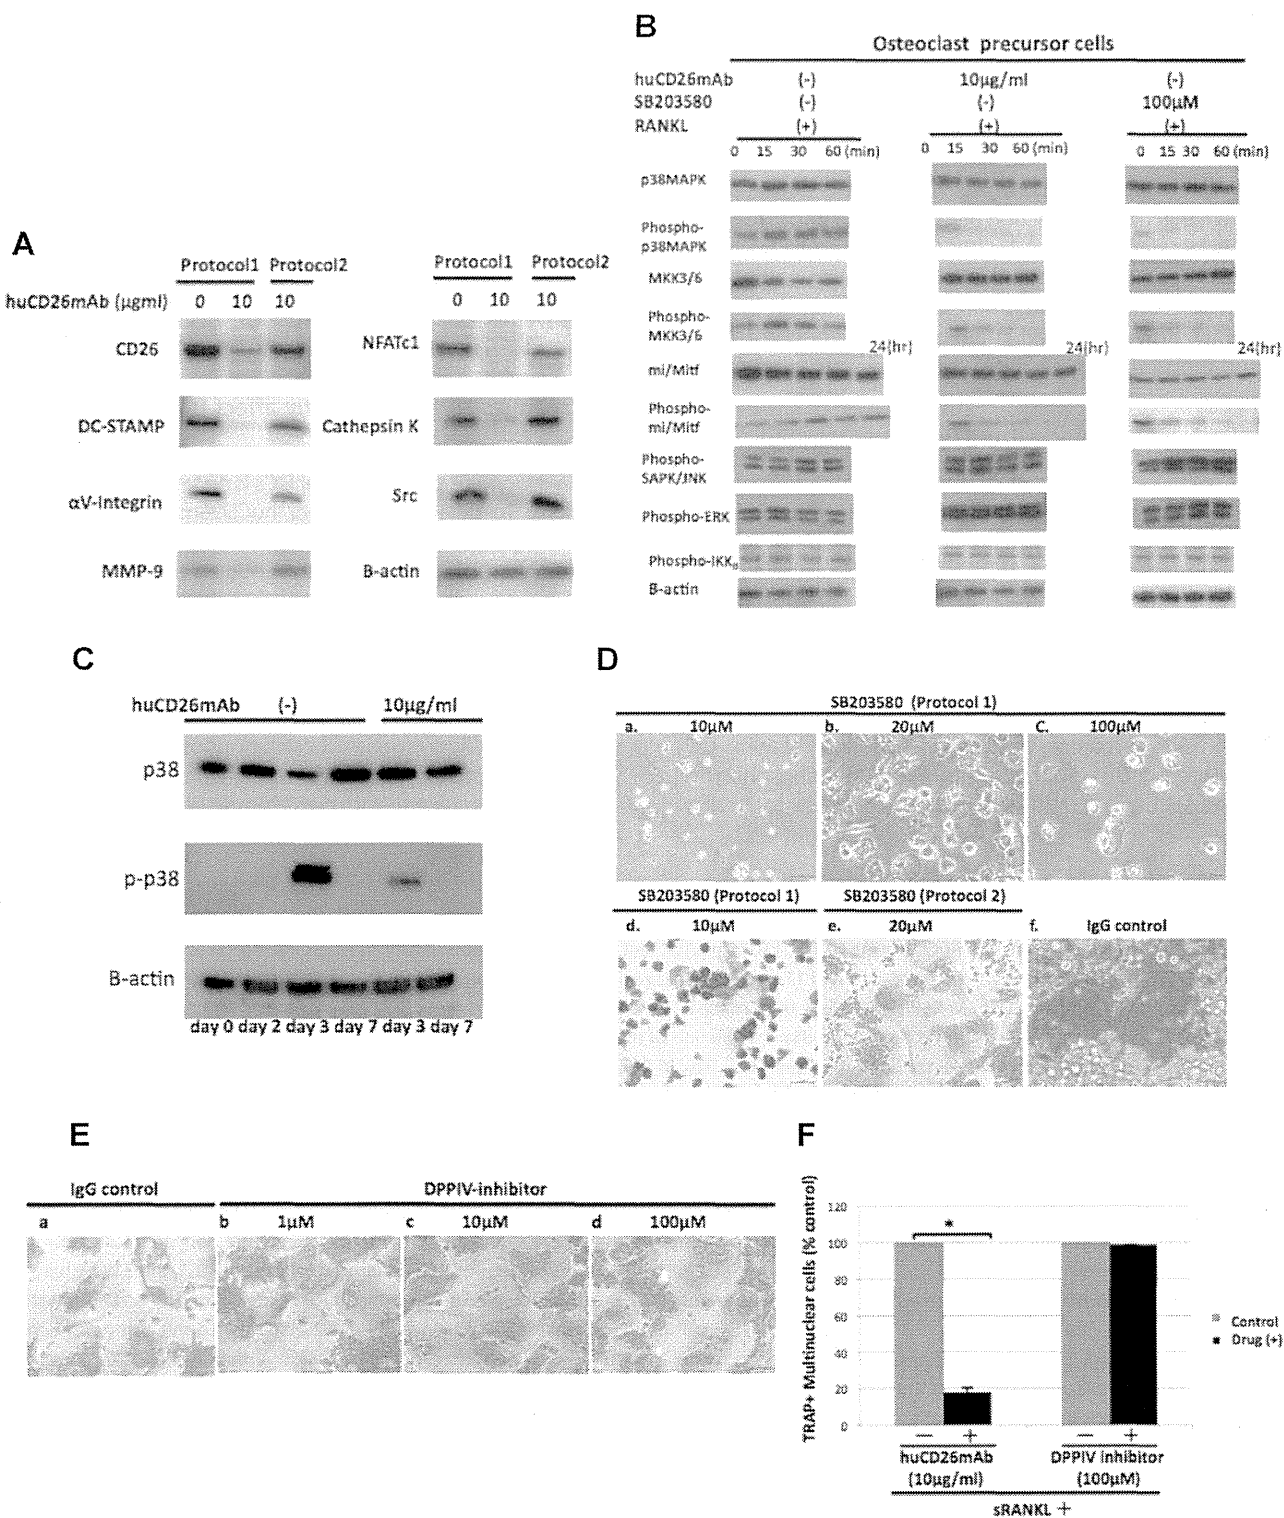 A
Protocol1 Protocol2
huCD26mAb (µgml) 0 10 10
CD26
DC-STAMP
αV-Integrin
MMP-9
Protocol1 Protocol2
0 10 10
NFATc1
Cathepsin K
Src
B-actin
B
Osteoclast precursor cells
huCD26mAb (-) 10µg/ml (-)
SB203580 (-) (-) 100µM
RANKL (+) (+) (+)
0 15 30 60 (min) 0 15 30 60 (min) 0 15 30 60 (min)
p38MAPK
Phospho-
p38MAPK
MKK3/6
Phospho-
MKK3/6
24(hr) 24(hr) 24(hr)
mi/Mitf
Phospho-
mi/Mitf
Phospho-
SAPK/JNK
Phospho-ERK
Phospho-IKKα
B-actin
C
huCD26mAb (-) 10µg/ml
p38
p-p38
B-actin
day 0 day 2 day 3 day 7 day 3 day 7
D
SB203580 (Protocol 1)
a. 10µM b. 20µM C. 100µM
SB203580 (Protocol 1) SB203580 (Protocol 2)
d. 10µM e. 20µM f. IgG control
E
IgG control DPPIV-inhibitor
a b 1µM c 10µM d 100µM
F
TRAP+ Multinuclear cells (% control)
120
100
80
60
40
20
0
*
Control
Drug (+)
− + − +
huCD26mAb DPPIV inhibitor
(10µg/ml) (100µM)
sRANKL +